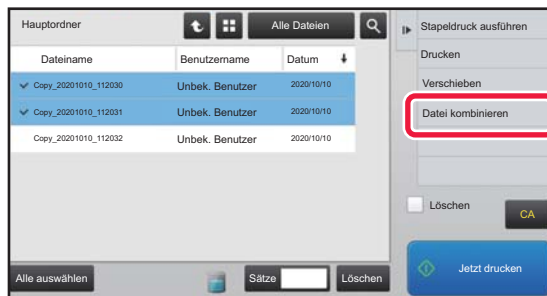 Hauptordner
Alle Dateien
Dateiname Benutzername Datum
Copy_20201010_112030 Unbek. Benutzer 2020/10/10
Copy_20201010_112031 Unbek. Benutzer 2020/10/10
Copy_20201010_112032 Unbek. Benutzer 2020/10/10
Alle auswählen
Sätze
Löschen
Stapeldruck ausführen
Drucken
Verschieben
Datei kombinieren
Löschen
CA
Jetzt drucken